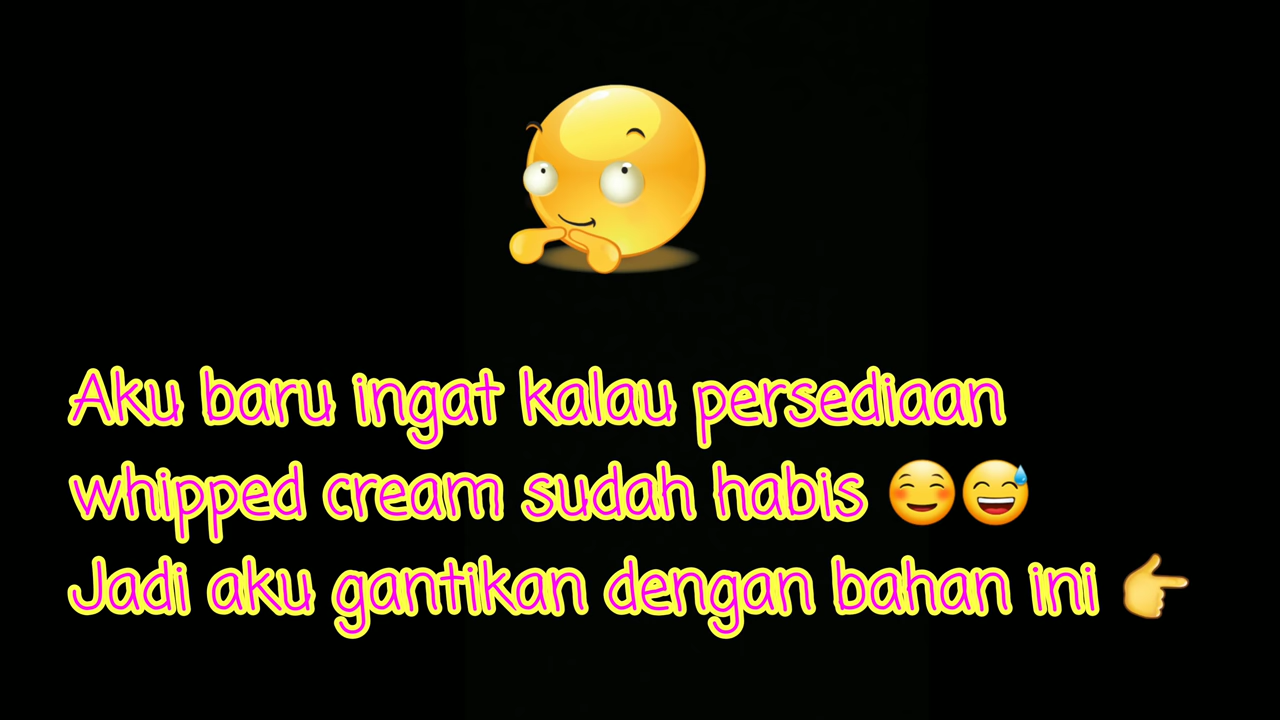 Aku baru ingat kalau persediaan
whipped cream sudah habis 😊😅
Jadi aku gantikan dengan bahan ini 👉